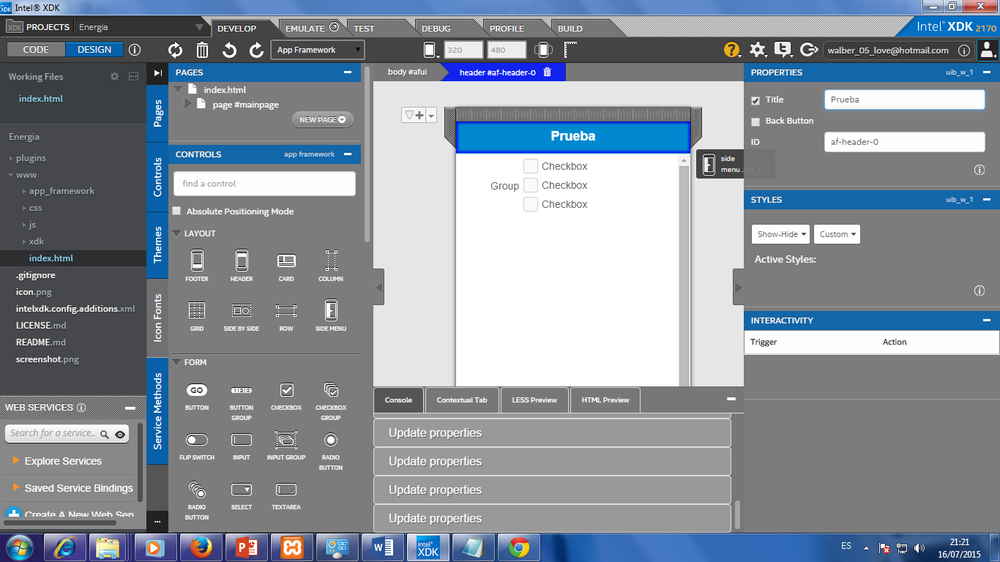 Intel® XDK
XDK PROJECTS Energia
DEVELOP EMULATE TEST DEBUG PROFILE BUILD
Intel® XDK 2170
CODE DESIGN
App Framework
320 480
walber_05_love@hotmail.com
Working Files
index.html
Energia
plugins
www
app_framework
css
js
xdk
index.html
.gitignore
icon.png
intelxdk.config.additions.xml
LICENSE.md
README.md
screenshot.png
WEB SERVICES
Search for a service..
Explore Services
Saved Service Bindings
Create A New Web Serv
Pages
Controls
Themes
Icon Fonts
Service Methods
...
PAGES
index.html
page #mainpage
NEW PAGE
CONTROLS app framework
find a control
Absolute Positioning Mode
LAYOUT
FOOTER HEADER CARD COLUMN
GRID SIDE BY SIDE ROW SIDE MENU
FORM
GO 1 2 3
BUTTON BUTTON GROUP CHECKBOX CHECKBOX GROUP
FLIP SWITCH INPUT INPUT GROUP RADIO BUTTON
RADIO BUTTON SELECT TEXTAREA
body #afui header #af-header-0
Prueba
Checkbox
Group Checkbox
Checkbox
side
menu
Console Contextual Tab LESS Preview HTML Preview
Update properties
Update properties
Update properties
Update properties
PROPERTIES uib_w_1
Title Prueba
Back Button
ID af-header-0
STYLES uib_w_1
Show-Hide Custom
Active Styles:
INTERACTIVITY
Trigger Action
intel XDK
ES
21:21
16/07/2015